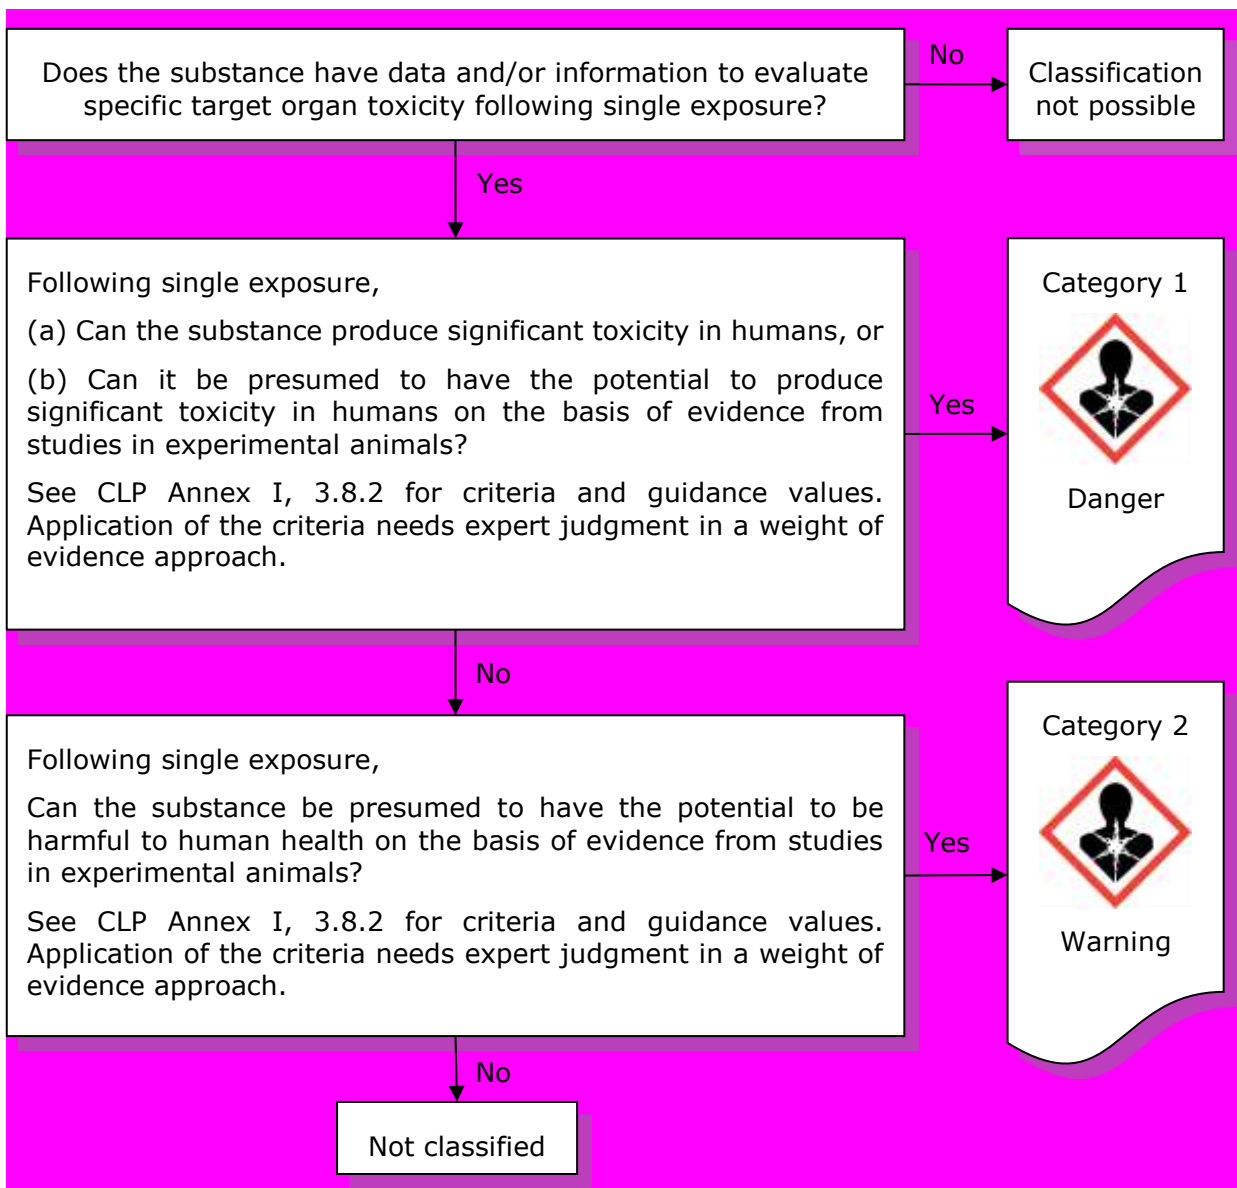 Does the substance have data and/or information to evaluate
specific target organ toxicity following single exposure?
No
Classification
not possible
Yes
Following single exposure,
(a) Can the substance produce significant toxicity in humans, or
(b) Can it be presumed to have the potential to produce
significant toxicity in humans on the basis of evidence from
studies in experimental animals?
See CLP Annex I, 3.8.2 for criteria and guidance values.
Application of the criteria needs expert judgment in a weight of
evidence approach.
Yes
Category 1
Danger
No
Following single exposure,
Can the substance be presumed to have the potential to be
harmful to human health on the basis of evidence from studies
in experimental animals?
See CLP Annex I, 3.8.2 for criteria and guidance values.
Application of the criteria needs expert judgment in a weight of
evidence approach.
Yes
Category 2
Warning
No
Not classified